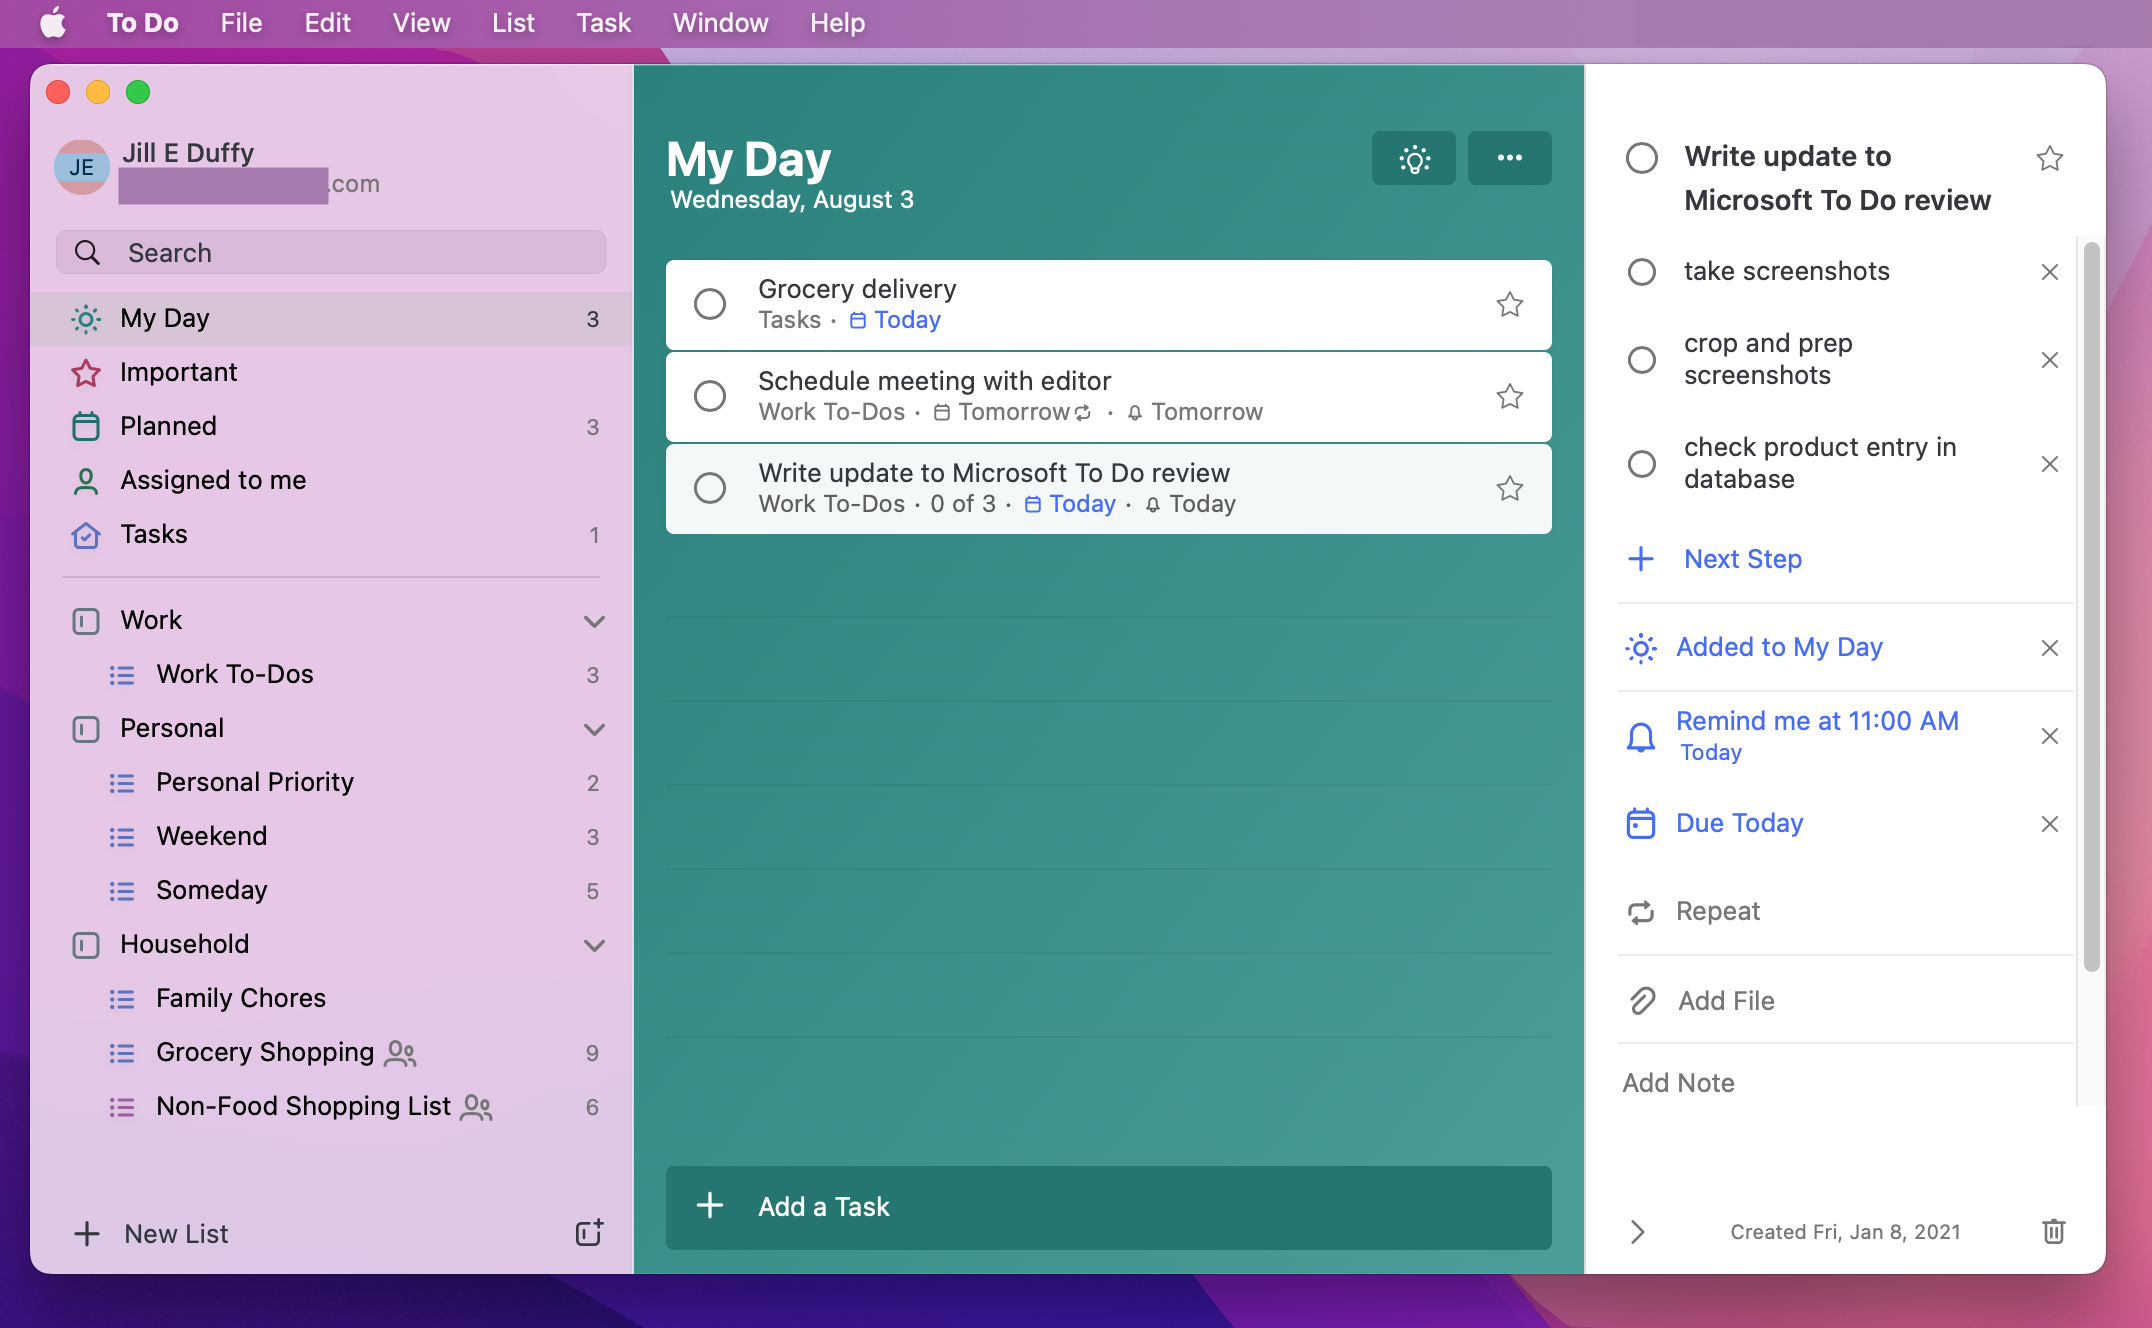 To Do File Edit View List Task Window Help
JE
Jill E Duffy
.com
Search
My Day 3
Important
Planned 3
Assigned to me
Tasks 1
Work
Work To-Dos 3
Personal
Personal Priority 2
Weekend 3
Someday 5
Household
Family Chores
Grocery Shopping 9
Non-Food Shopping List 6
New List
My Day
Wednesday, August 3
Grocery delivery
Tasks · Today
Schedule meeting with editor
Work To-Dos · Tomorrow · Tomorrow
Write update to Microsoft To Do review
Work To-Dos · 0 of 3 · Today · Today
Add a Task
Write update to
Microsoft To Do review
take screenshots
crop and prep
screenshots
check product entry in
database
Next Step
Added to My Day
Remind me at 11:00 AM
Today
Due Today
Repeat
Add File
Add Note
Created Fri, Jan 8, 2021